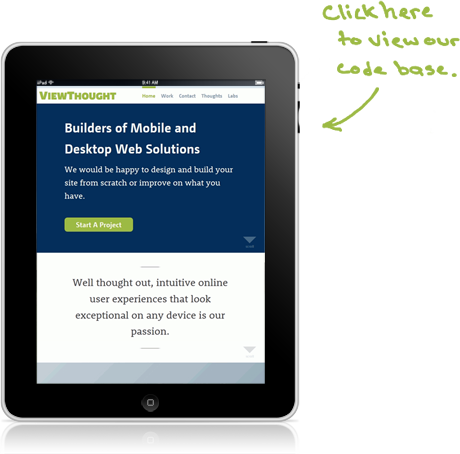 Click here
to view our
code base.
iPad 9:41 AM
ViewThought Home Work Contact Thoughts Labs
Builders of Mobile and
Desktop Web Solutions
We would be happy to design and build your
site from scratch or improve on what you
have.
Start A Project
Well thought out, intuitive online
user experiences that look
exceptional on any device is our
passion.